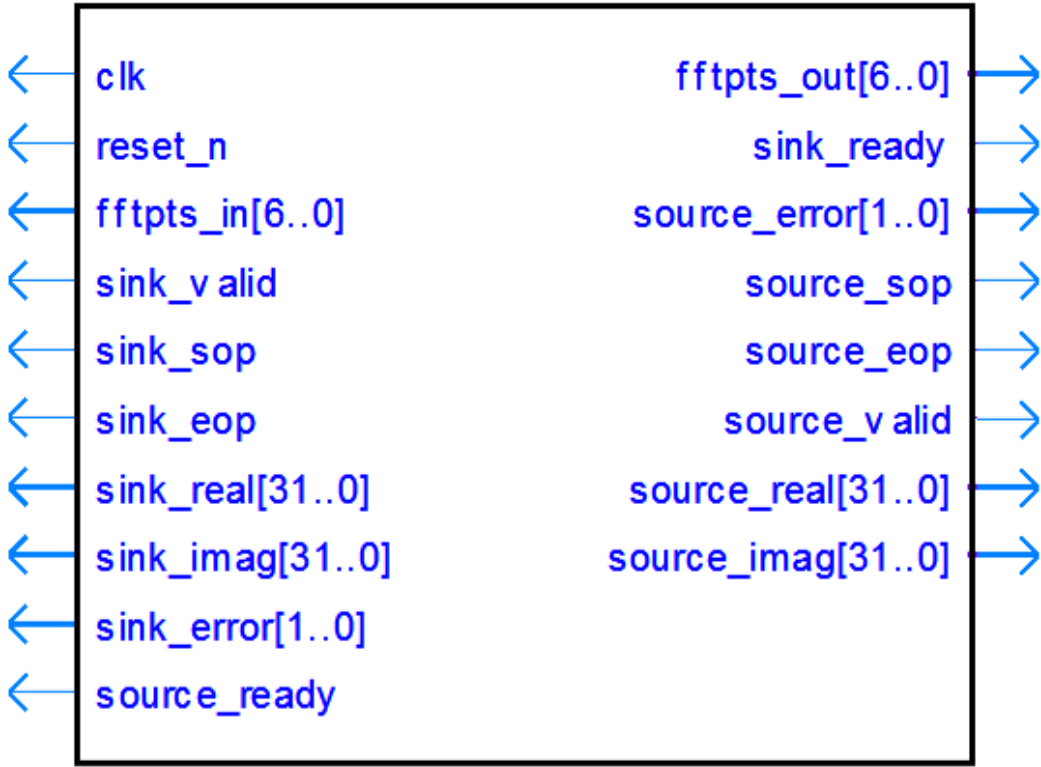 clk
fftpts_out[6..0]
reset_n
sink_ready
fftpts_in[6..0]
source_error[1..0]
sink_valid
source_sop
sink_sop
source_eop
sink_eop
source_valid
sink_real[31..0]
source_real[31..0]
sink_imag[31..0]
source_imag[31..0]
sink_error[1..0]
source_ready